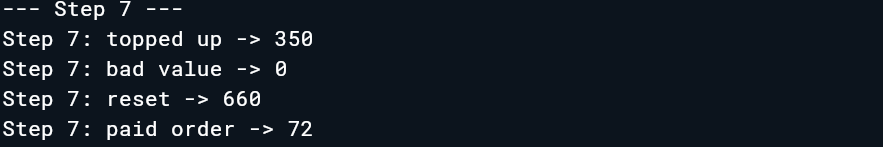 --- Step 7 ---
Step 7: topped up -> 350
Step 7: bad value -> 0
Step 7: reset -> 660
Step 7: paid order -> 72